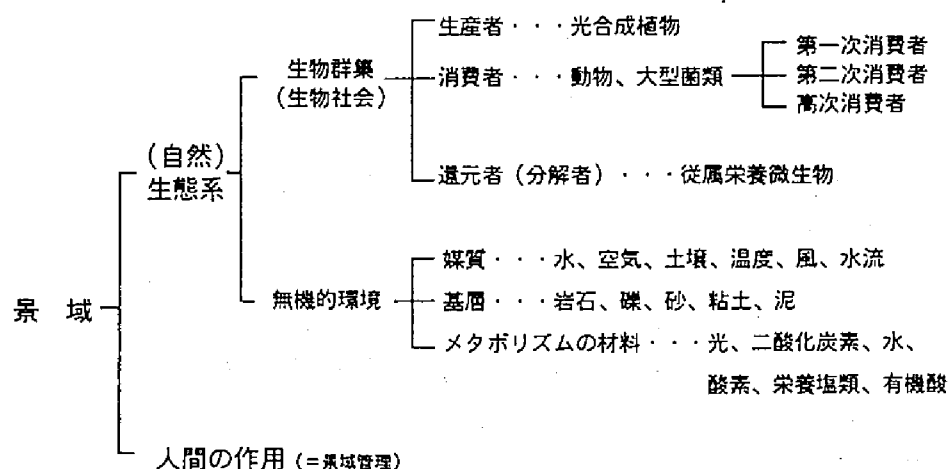 生産者・・・光合成植物
生物群集
(生物社会)
消費者・・・動物、大型菌類
第一次消費者
第二次消費者
高次消費者
(自然)
生態系
還元者(分解者)・・・従属栄養微生物
媒質・・・水、空気、土壌、温度、風、水流
無機的環境
基層・・・岩石、礫、砂、粘土、泥
メタボリズムの材料・・・光、二酸化炭素、水、
酸素、栄養塩類、有機酸
景 域
人間の作用(=景域管理)